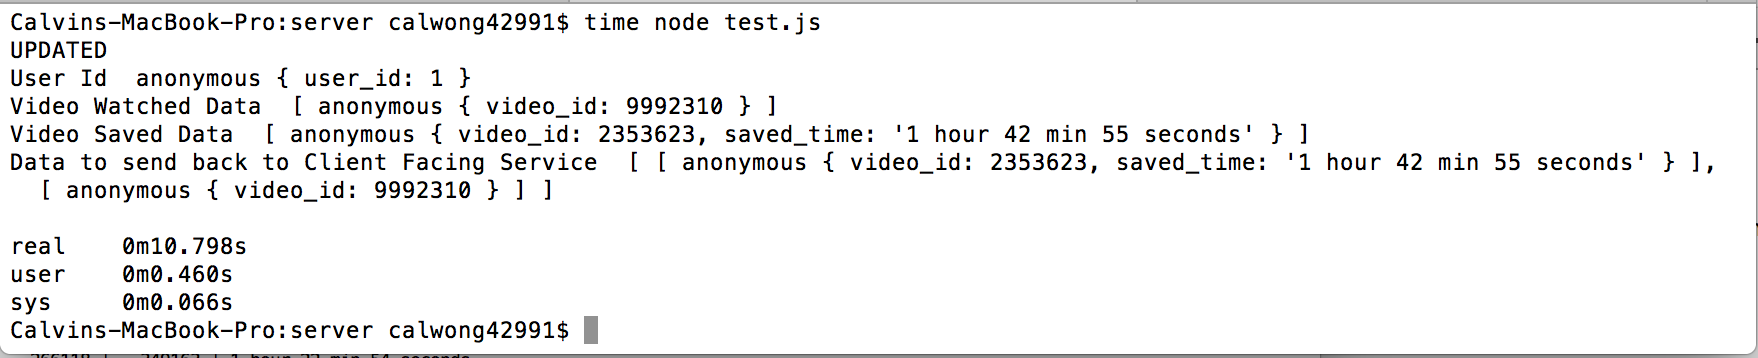 Calvins-MacBook-Pro:server calwong42991$ time node test.js
UPDATED
User Id  anonymous { user_id: 1 }
Video Watched Data  [ anonymous { video_id: 9992310 } ]
Video Saved Data  [ anonymous { video_id: 2353623, saved_time: '1 hour 42 min 55 seconds' } ]
Data to send back to Client Facing Service  [ [ anonymous { video_id: 2353623, saved_time: '1 hour 42 min 55 seconds' } ],
  [ anonymous { video_id: 9992310 } ] ]
real    0m10.798s
user    0m0.460s
sys     0m0.066s
Calvins-MacBook-Pro:server calwong42991$